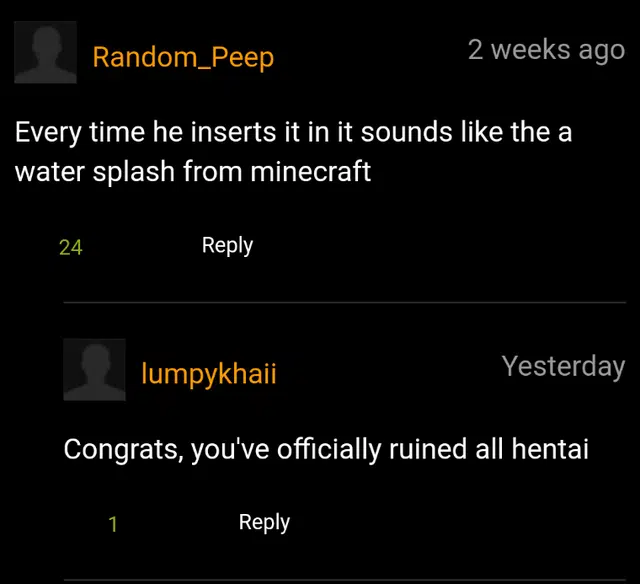 Random_Peep
2 weeks ago
Every time he inserts it in it sounds like the a
water splash from minecraft
24
Reply
lumpykhaii
Yesterday
Congrats, you've officially ruined all hentai
1
Reply